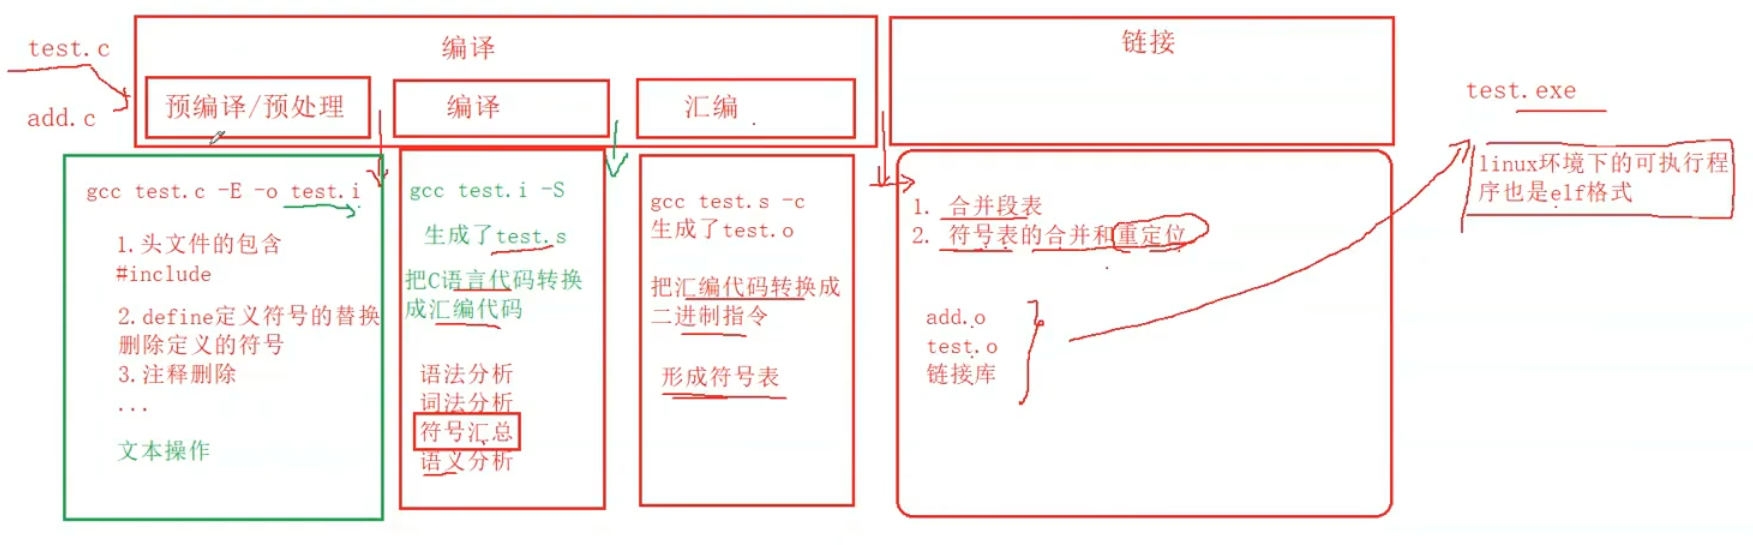 test.c
add.c
编译
预编译/预处理
编译
汇编
链接
gcc test.c -E -o test.i
1.头文件的包含
#include
2.define定义符号的替换
删除定义的符号
3.注释删除
...
文本操作
gcc test.i -S
生成了test.s
把C语言代码转换
成汇编代码
语法分析
词法分析
符号汇总
语义分析
gcc test.s -c
生成了test.o
把汇编代码转换成
二进制指令
形成符号表
1. 合并段表
2. 符号表的合并和重定位
add.o
test.o
链接库
test.exe
linux环境下的可执行程
序也是elf格式